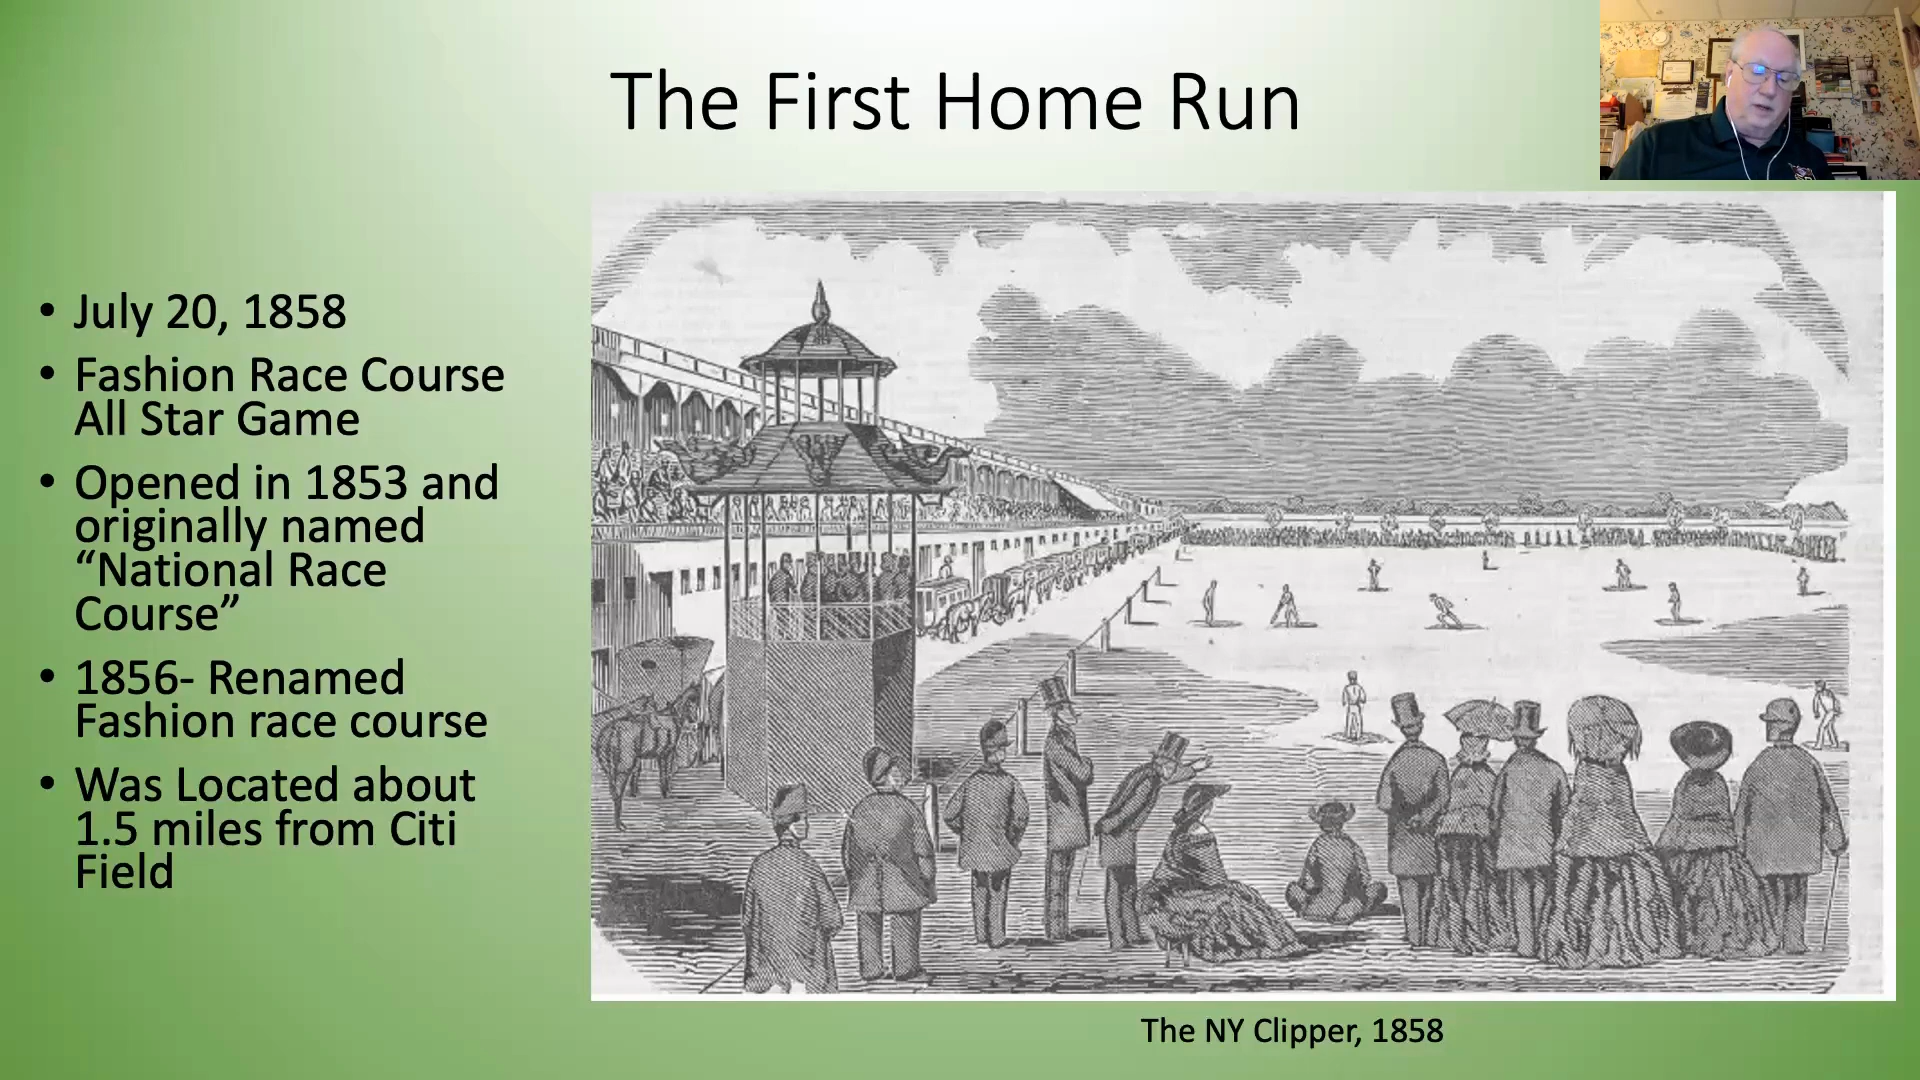 The First Home Run
• July 20, 1858
• Fashion Race Course
All Star Game
• Opened in 1853 and
originally named
“National Race
Course”
• 1856- Renamed
Fashion race course
• Was Located about
1.5 miles from Citi
Field
The NY Clipper, 1858